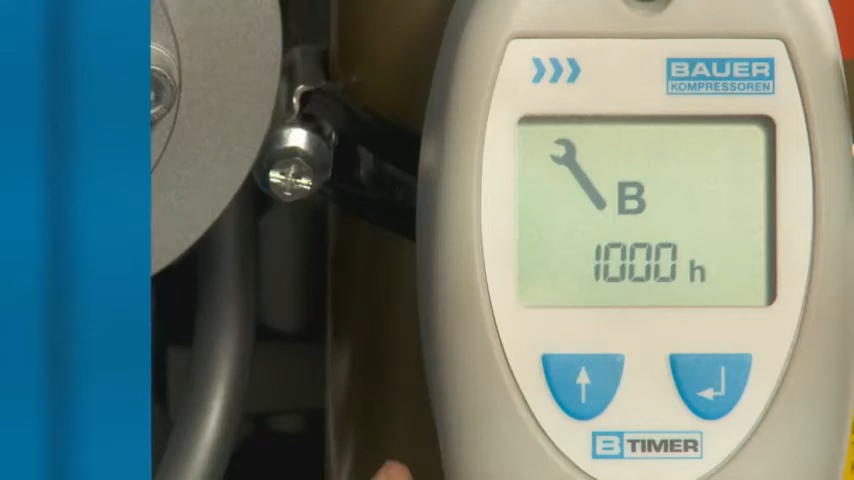 BAUER
KOMPRESSOREN
B
1000 h
B TIMER